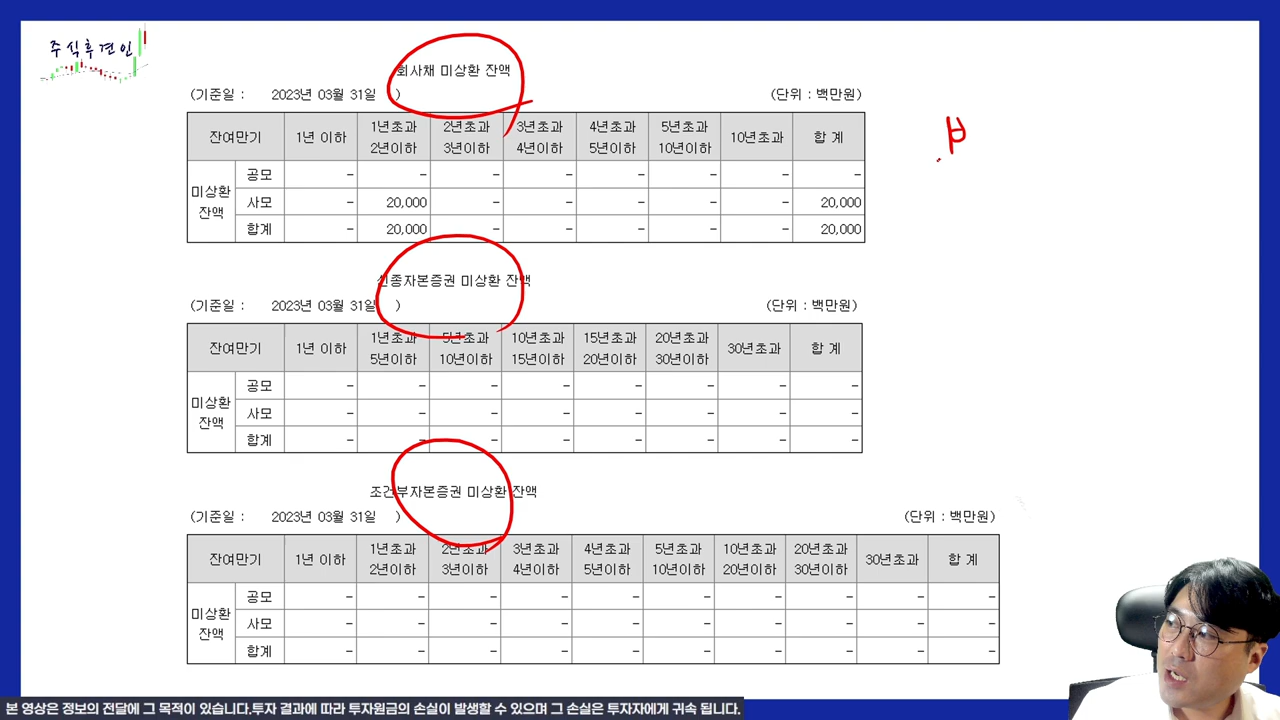 주식후견인
회사채 미상환 잔액
(기준일 : 2023년 03월 31일 ) (단위 : 백만원)
잔여만기 1년 이하 1년초과 2년이하 2년초과 3년이하 3년초과 4년이하 4년초과 5년이하 5년초과 10년이하 10년초과 합 계
미상환 잔액 공모 - - - - - - - -
사모 - 20,000 - - - - - 20,000
합계 - 20,000 - - - - - 20,000
신종자본증권 미상환 잔액
(기준일 : 2023년 03월 31일 ) (단위 : 백만원)
잔여만기 1년 이하 1년초과 5년이하 5년초과 10년이하 10년초과 15년이하 15년초과 20년이하 20년초과 30년이하 30년초과 합 계
미상환 잔액 공모 - - - - - - - -
사모 - - - - - - - -
합계 - - - - - - - -
조건부자본증권 미상환 잔액
(기준일 : 2023년 03월 31일 ) (단위 : 백만원)
잔여만기 1년 이하 1년초과 2년이하 2년초과 3년이하 3년초과 4년이하 4년초과 5년이하 5년초과 10년이하 10년초과 20년이하 20년초과 30년이하 30년초과 합 계
미상환 잔액 공모 - - - - - - - - - -
사모 - - - - - - - - - -
합계 - - - - - - - - - -
본 영상은 정보의 전달에 그 목적이 있습니다.투자 결과에 따라 투자원금의 손실이 발생할 수 있으며 그 손실은 투자자에게 귀속 됩니다.